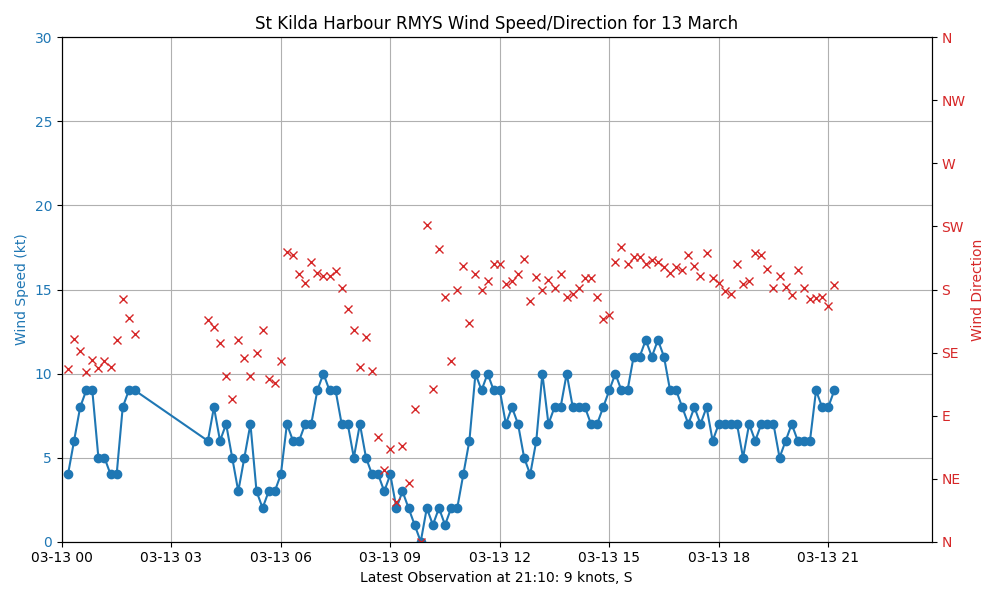 St Kilda Harbour RMYS Wind Speed/Direction for 13 March
30
25
20
15
10
5
0
Wind Speed (kt)
N
NW
W
SW
S
SE
E
NE
N
Wind Direction
03-13 00 03-13 03 03-13 06 03-13 09 03-13 12 03-13 15 03-13 18 03-13 21
Latest Observation at 21:10: 9 knots, S